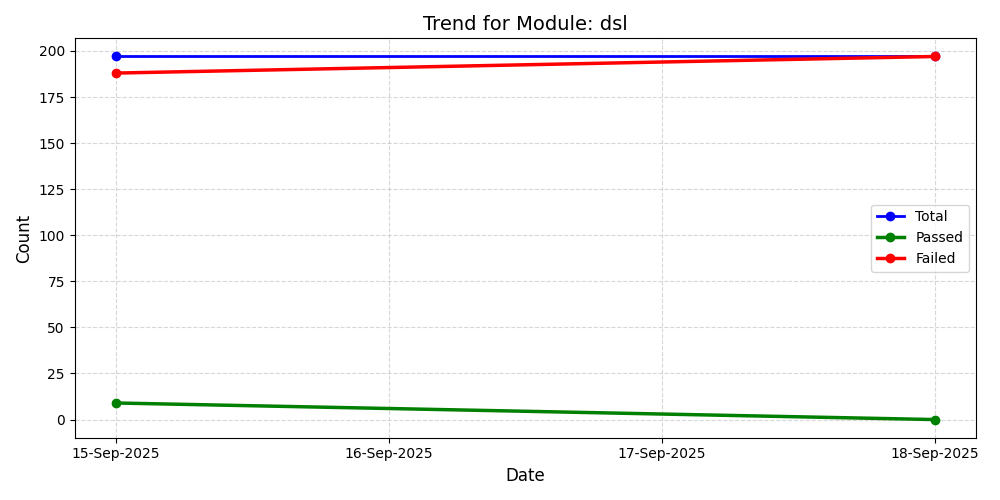 Trend for Module: dsl
200
175
150
125
100
75
50
25
0
Count
Total
Passed
Failed
15-Sep-2025
16-Sep-2025
17-Sep-2025
18-Sep-2025
Date